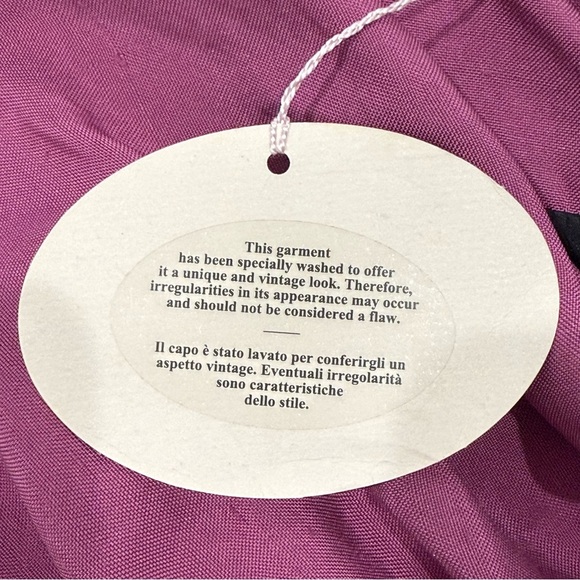 This garment
has been specially washed to offer
it a unique and vintage look. Therefore,
irregularities in its appearance may occur
and should not be considered a flaw.
Il capo è stato lavato per conferirgli un
aspetto vintage. Eventuali irregolarità
sono caratteristiche
dello stile.